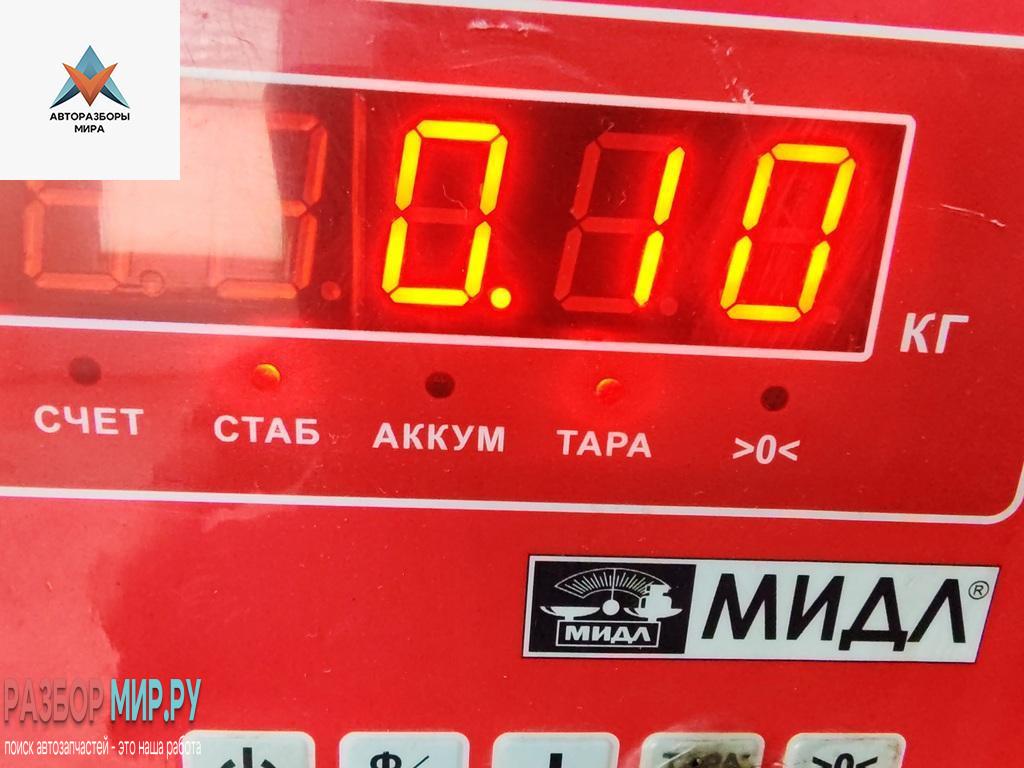 АВТОРАЗБОРЫ
МИРА
0.10
КГ
СЧЕТ СТАБ АККУМ ТАРА >0<
МИДЛ МИДЛ®
РАЗБОР МИР.РУ
поиск автозапчастей - это наша работа
>0<